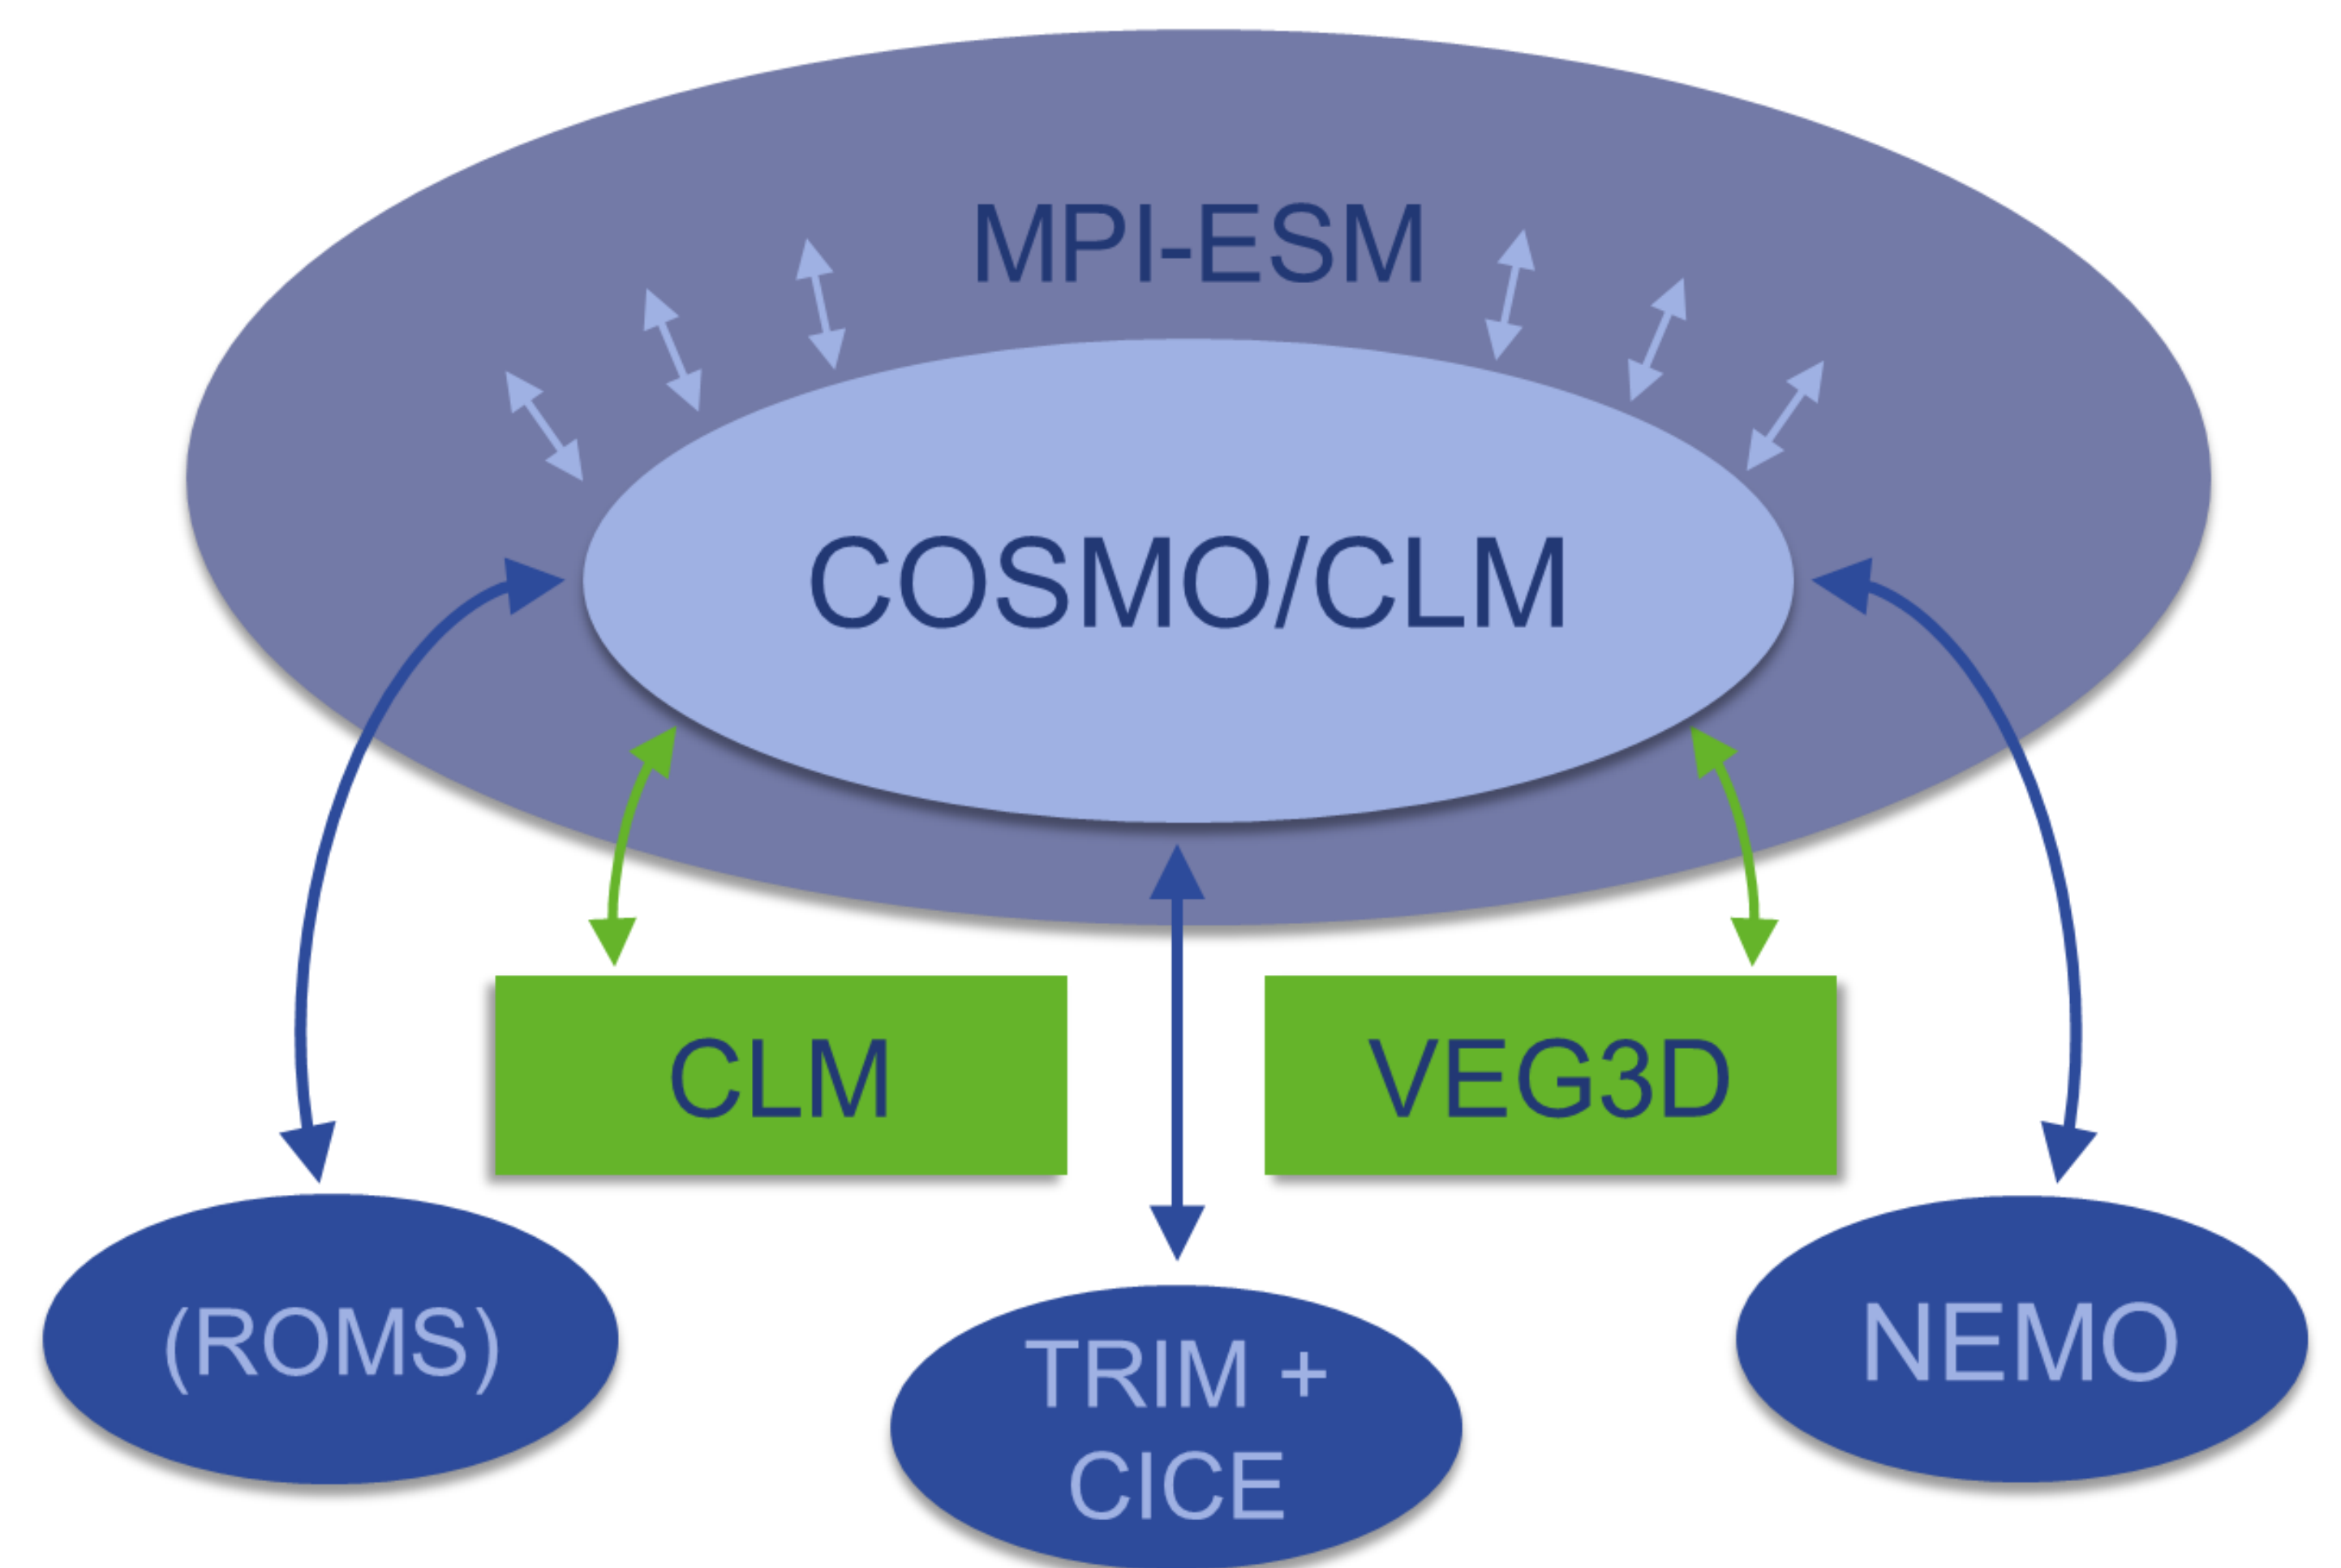 MPI-ESM
COSMO/CLM
CLM
VEG3D
(ROMS)
TRIM +
CICE
NEMO